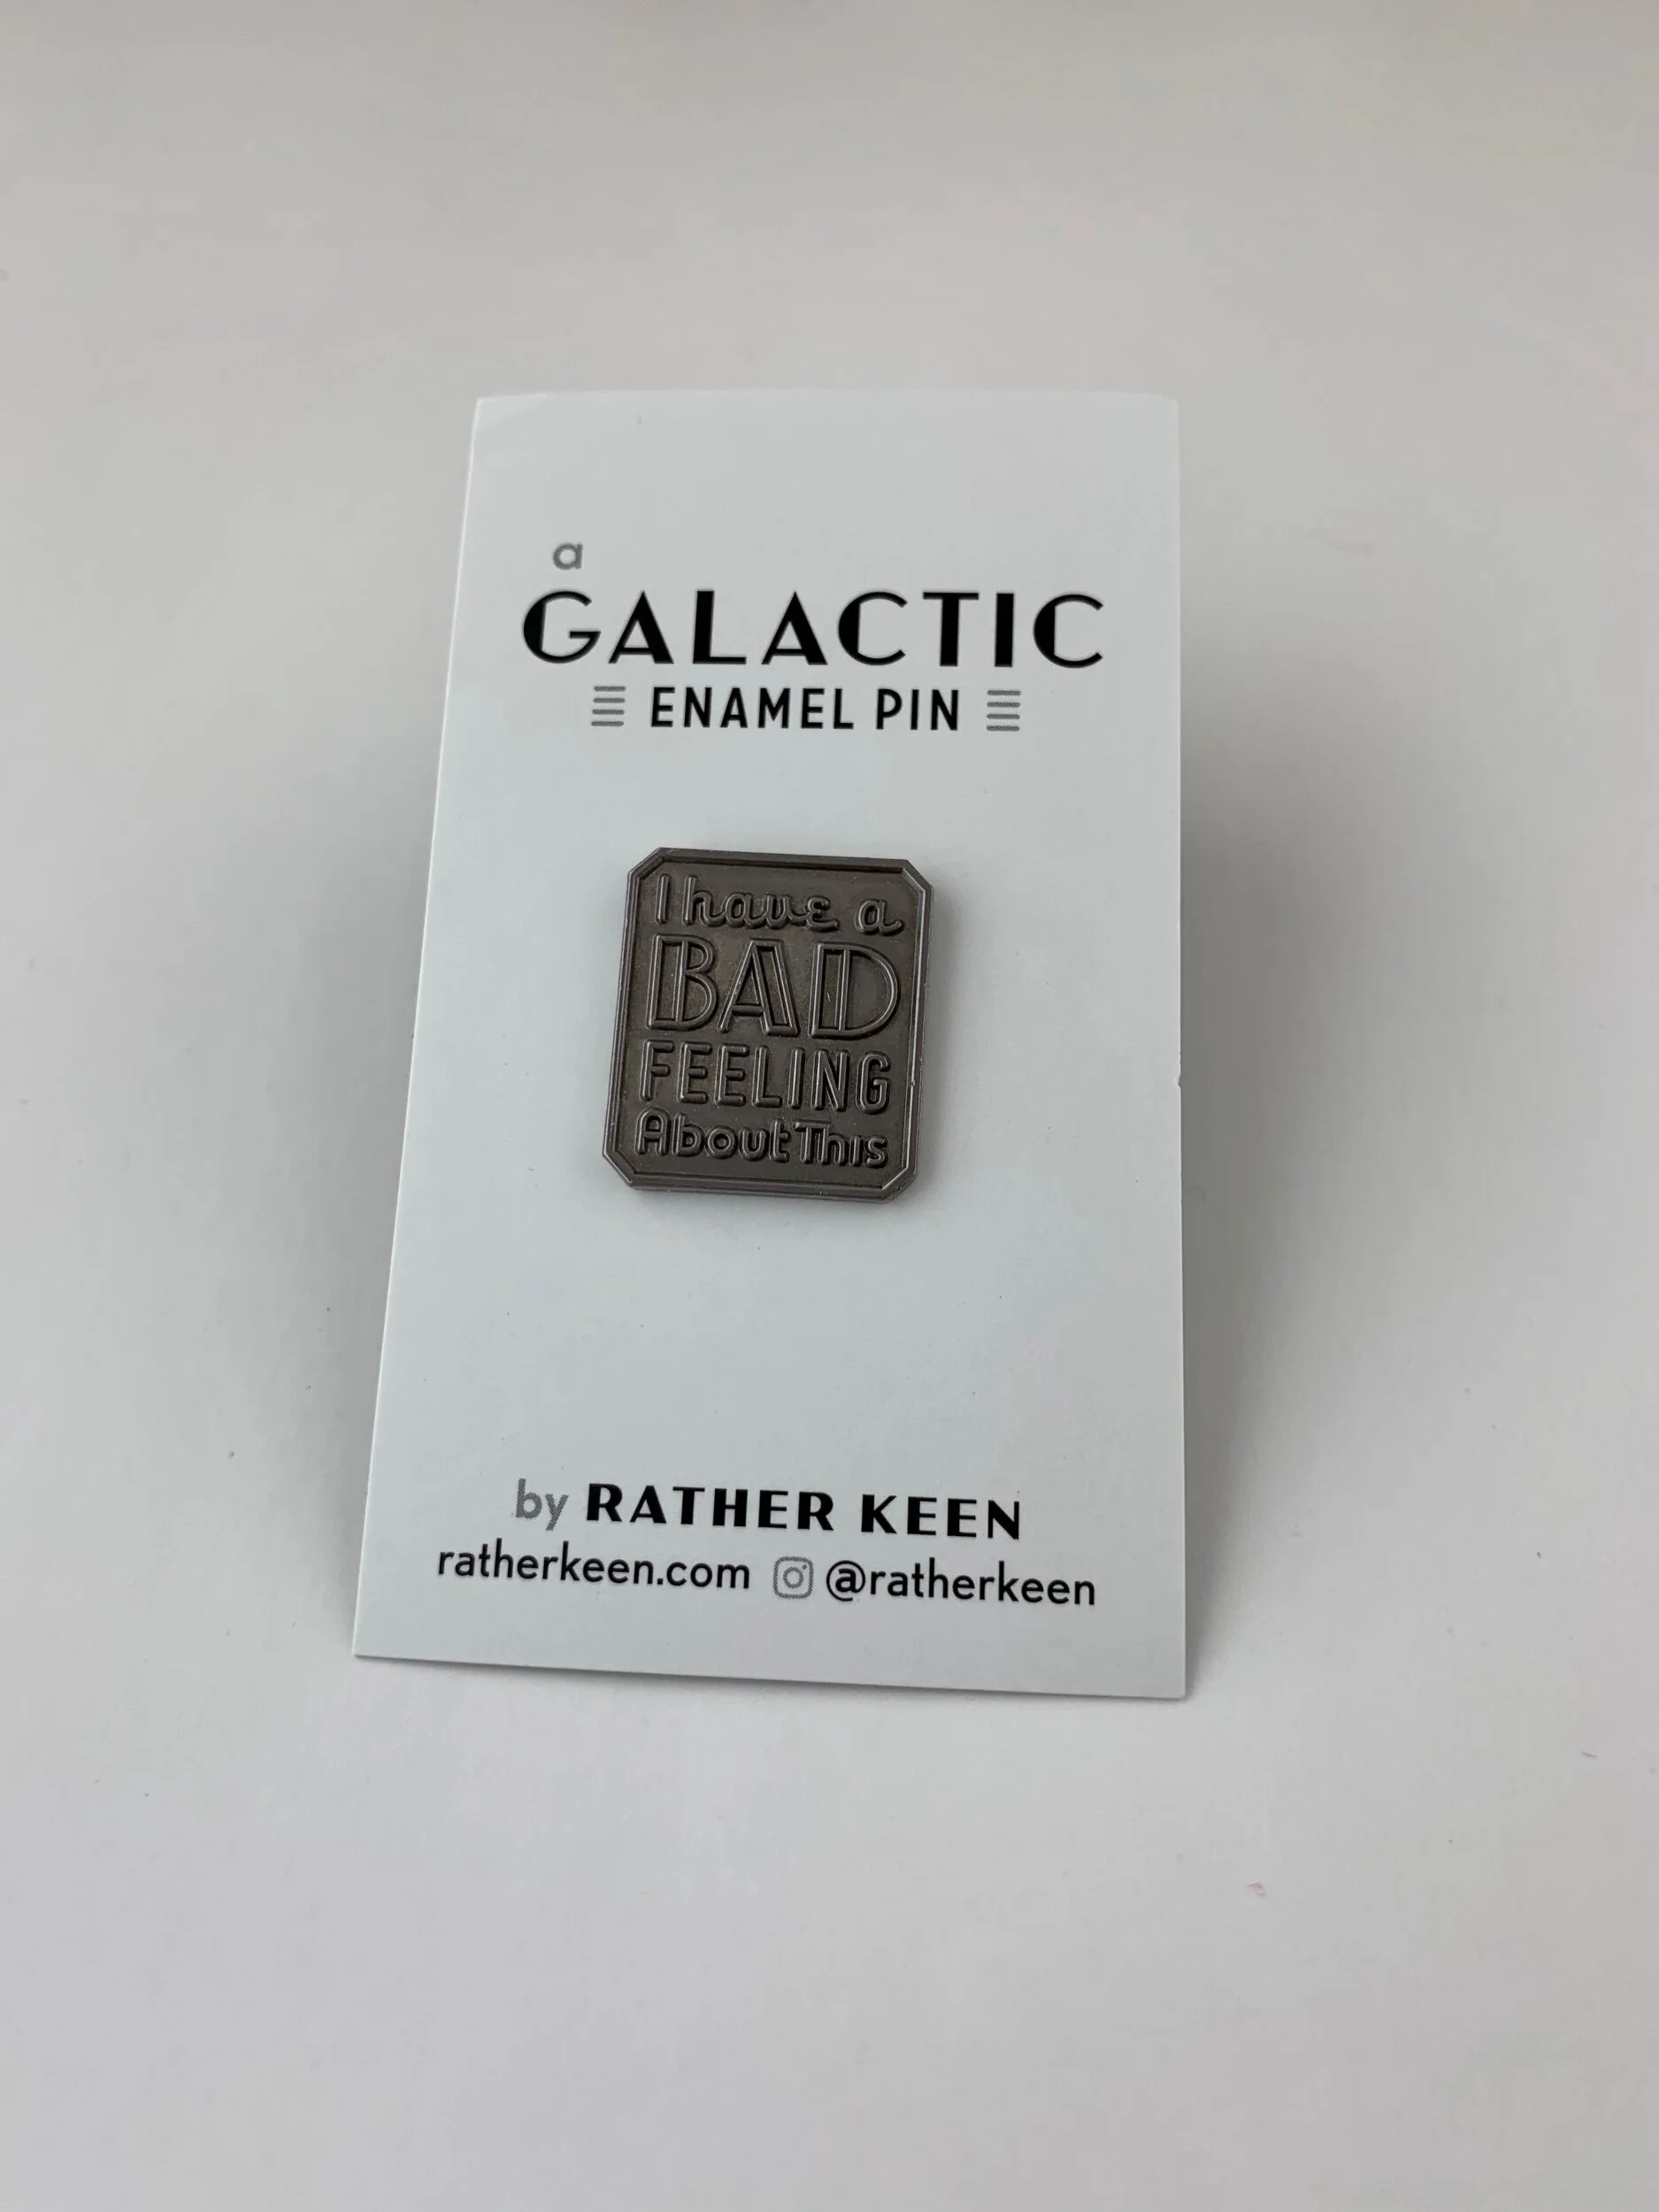 a
GALACTIC
ENAMEL PIN
I have a
BAD
FEELING
About This
by RATHER KEEN
ratherkeen.com @ratherkeen